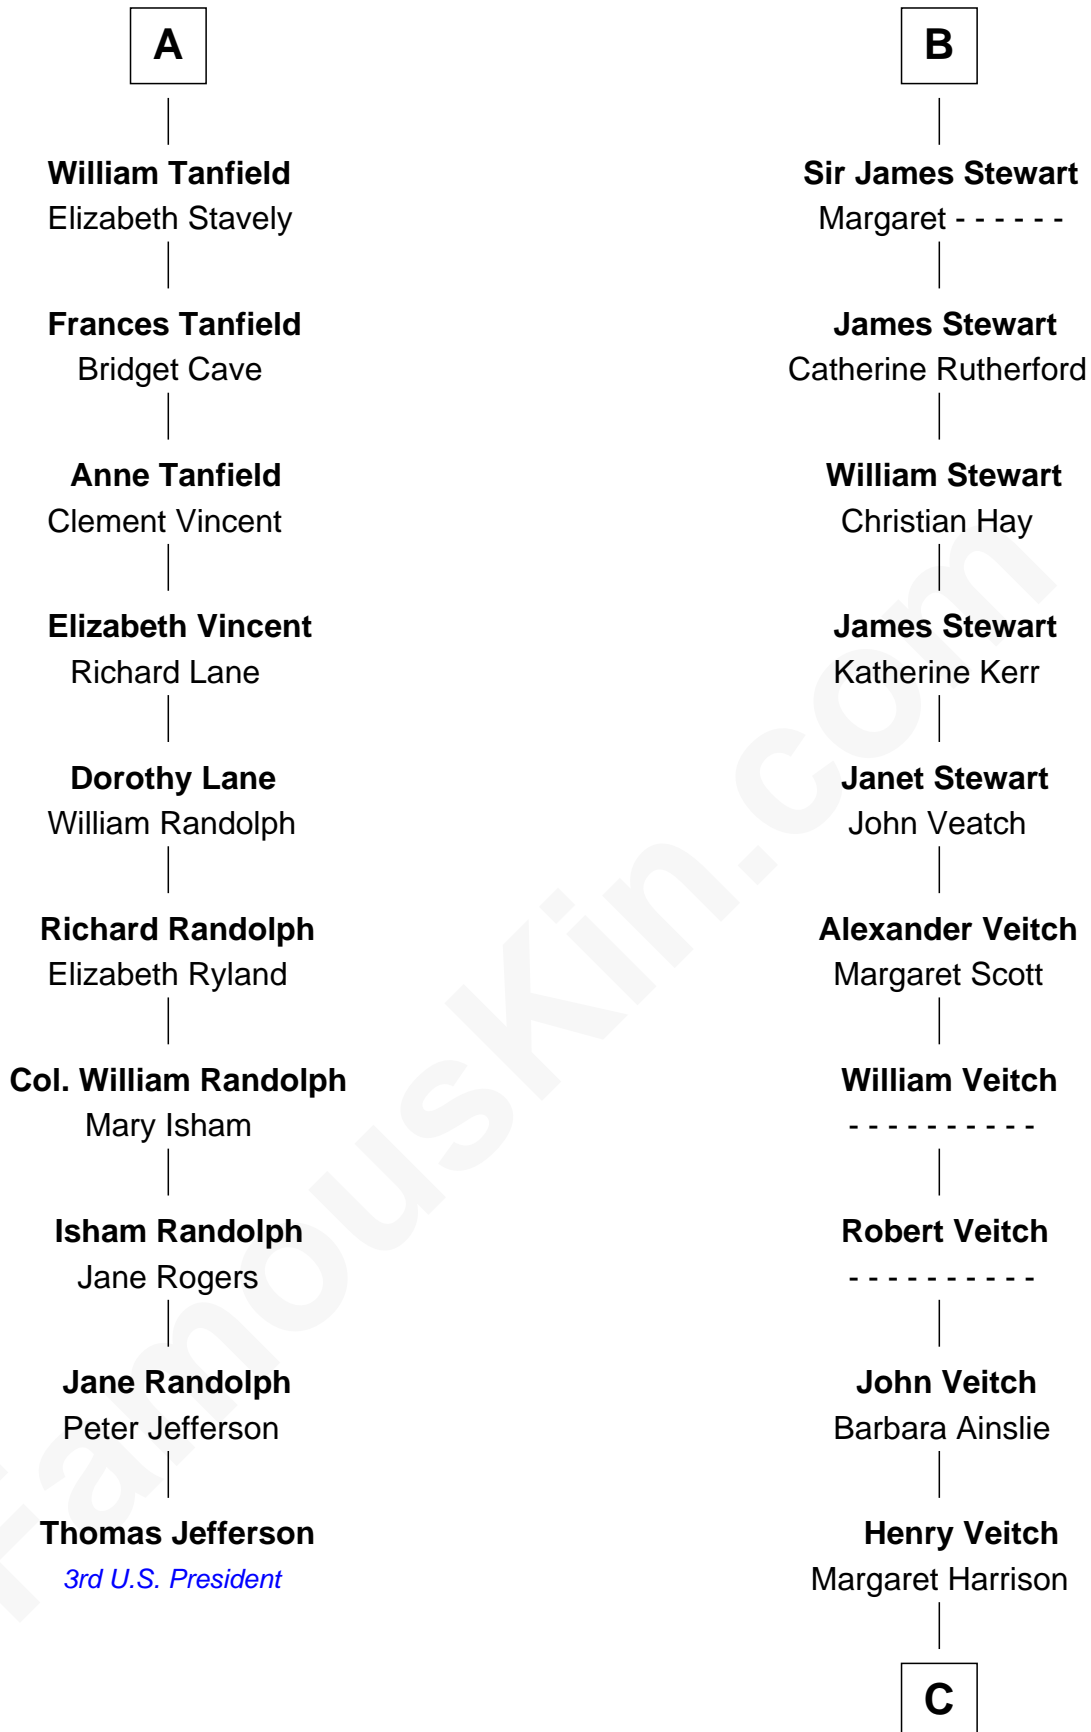 A
William Tanfield
Elizabeth Stavely
Frances Tanfield
Bridget Cave
Anne Tanfield
Clement Vincent
Elizabeth Vincent
Richard Lane
Dorothy Lane
William Randolph
Richard Randolph
Elizabeth Ryland
Col. William Randolph
Mary Isham
Isham Randolph
Jane Rogers
Jane Randolph
Peter Jefferson
Thomas Jefferson
3rd U.S. President
B
Sir James Stewart
Margaret - - - - - -
James Stewart
Catherine Rutherford
William Stewart
Christian Hay
James Stewart
Katherine Kerr
Janet Stewart
John Veatch
Alexander Veitch
Margaret Scott
William Veitch
- - - - - - - - - -
Robert Veitch
- - - - - - - - - -
John Veitch
Barbara Ainslie
Henry Veitch
Margaret Harrison
C
FamousKin.com